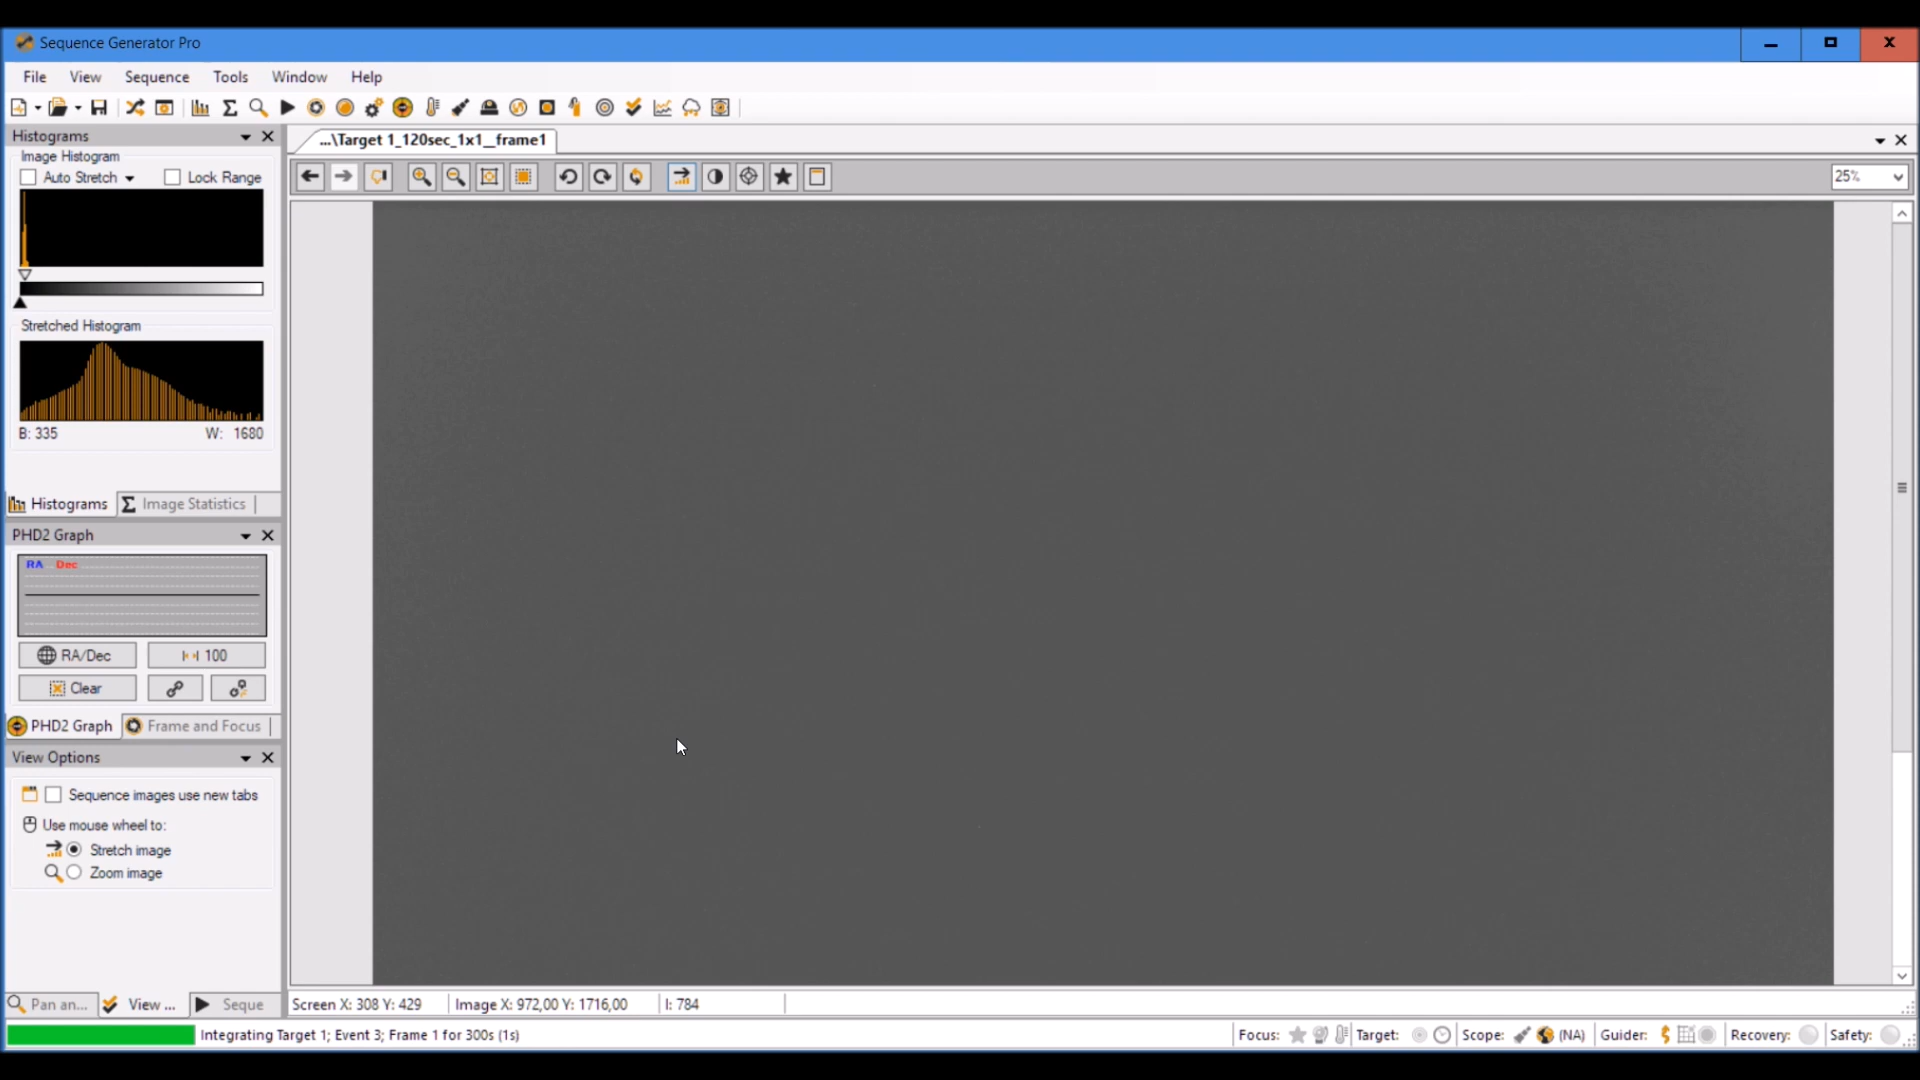 Sequence Generator Pro
File View Sequence Tools Window Help
Histograms
...\Target 1_120sec_1x1__frame1
Image Histogram
Auto Stretch Lock Range
25%
Stretched Histogram
B: 335 W: 1680
Histograms Image Statistics
PHD2 Graph
RA Dec
RA/Dec 100
Clear
PHD2 Graph Frame and Focus
View Options
Sequence images use new tabs
Use mouse wheel to:
Stretch image
Zoom image
Pan an... View ... Seque
Screen X: 308 Y: 429 Image X: 972,00 Y: 1716,00 I: 784
Integrating Target 1; Event 3; Frame 1 for 300s (1s) Focus: Target: Scope: (NA) Guider: Recovery: Safety: